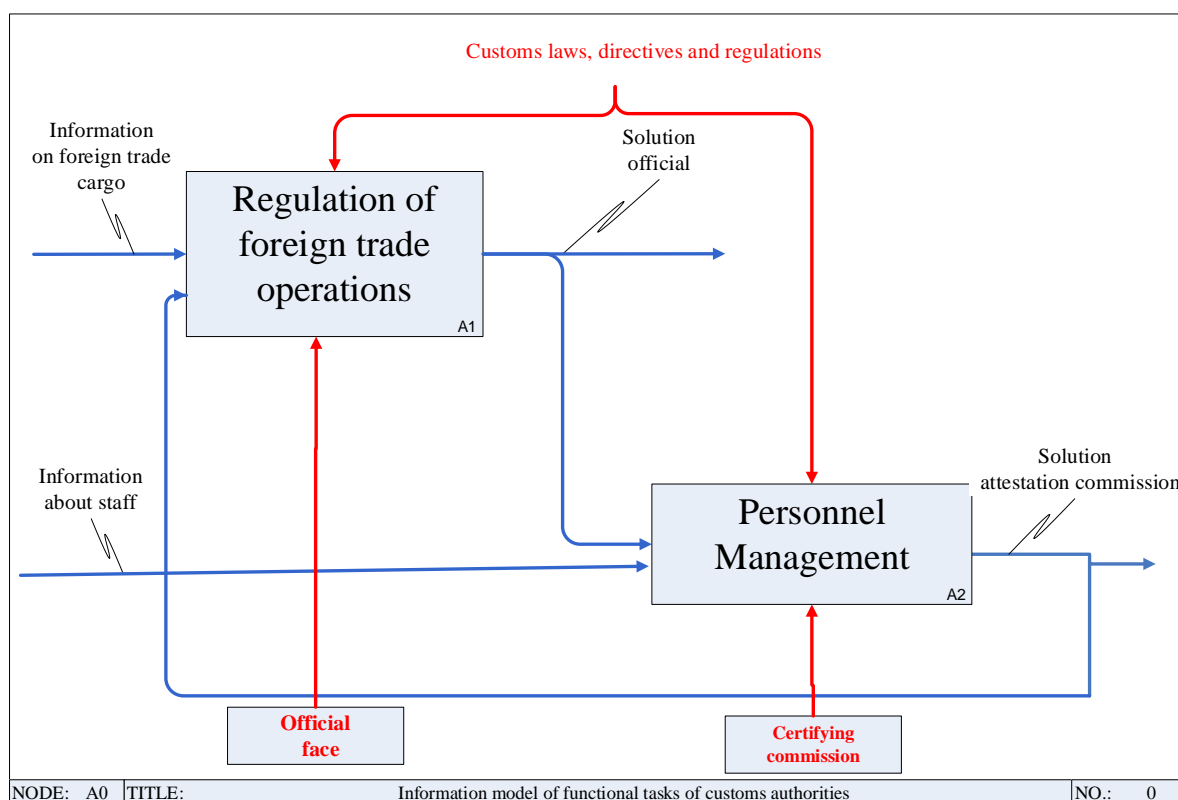 Customs laws, directives and regulations
Information
on foreign trade
cargo
Solution
official
Regulation of
foreign trade
operations
A1
Information
about staff
Solution
attestation commission
Personnel
Management
A2
Official
face
Certifying
commission
NODE: A0 TITLE: Information model of functional tasks of customs authorities NO.: 0